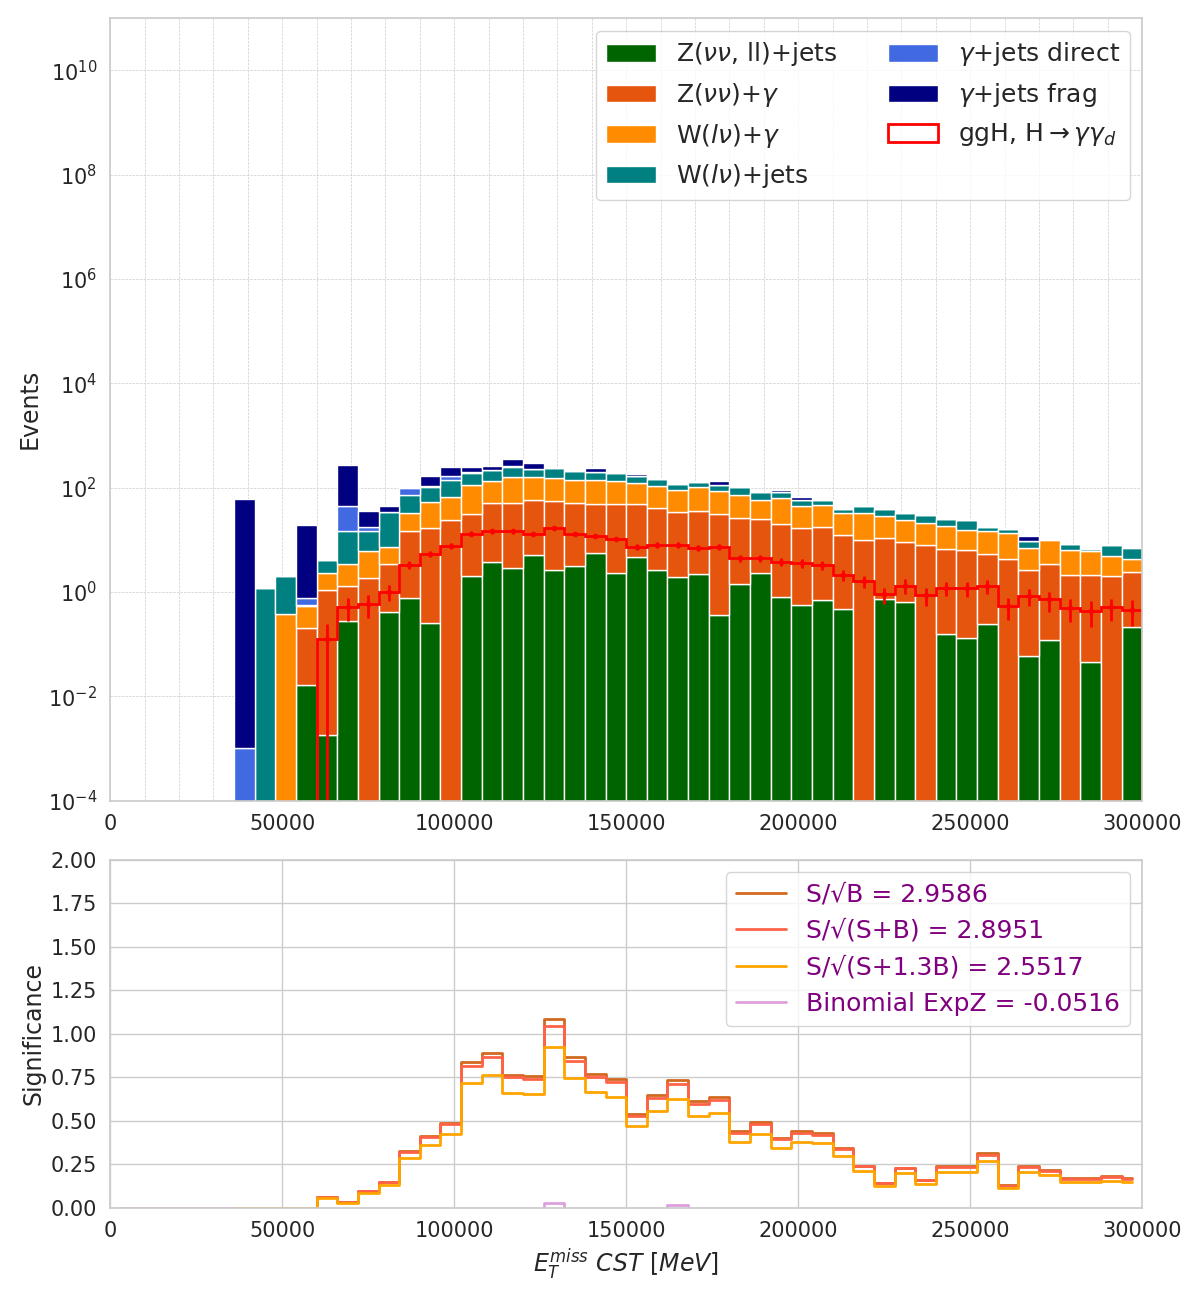 Z(νν, ll)+jets
Z(νν)+γ
W(lν)+γ
W(lν)+jets
γ+jets direct
γ+jets frag
ggH, H→γγ_d
Events
10^10
10^8
10^6
10^4
10^2
10^0
10^−2
10^−4
0 50000 100000 150000 200000 250000 300000
S/√B = 2.9586
S/√(S+B) = 2.8951
S/√(S+1.3B) = 2.5517
Binomial ExpZ = -0.0516
Significance
2.00
1.75
1.50
1.25
1.00
0.75
0.50
0.25
0.00
0 50000 100000 150000 200000 250000 300000
E_T^miss CST [MeV]